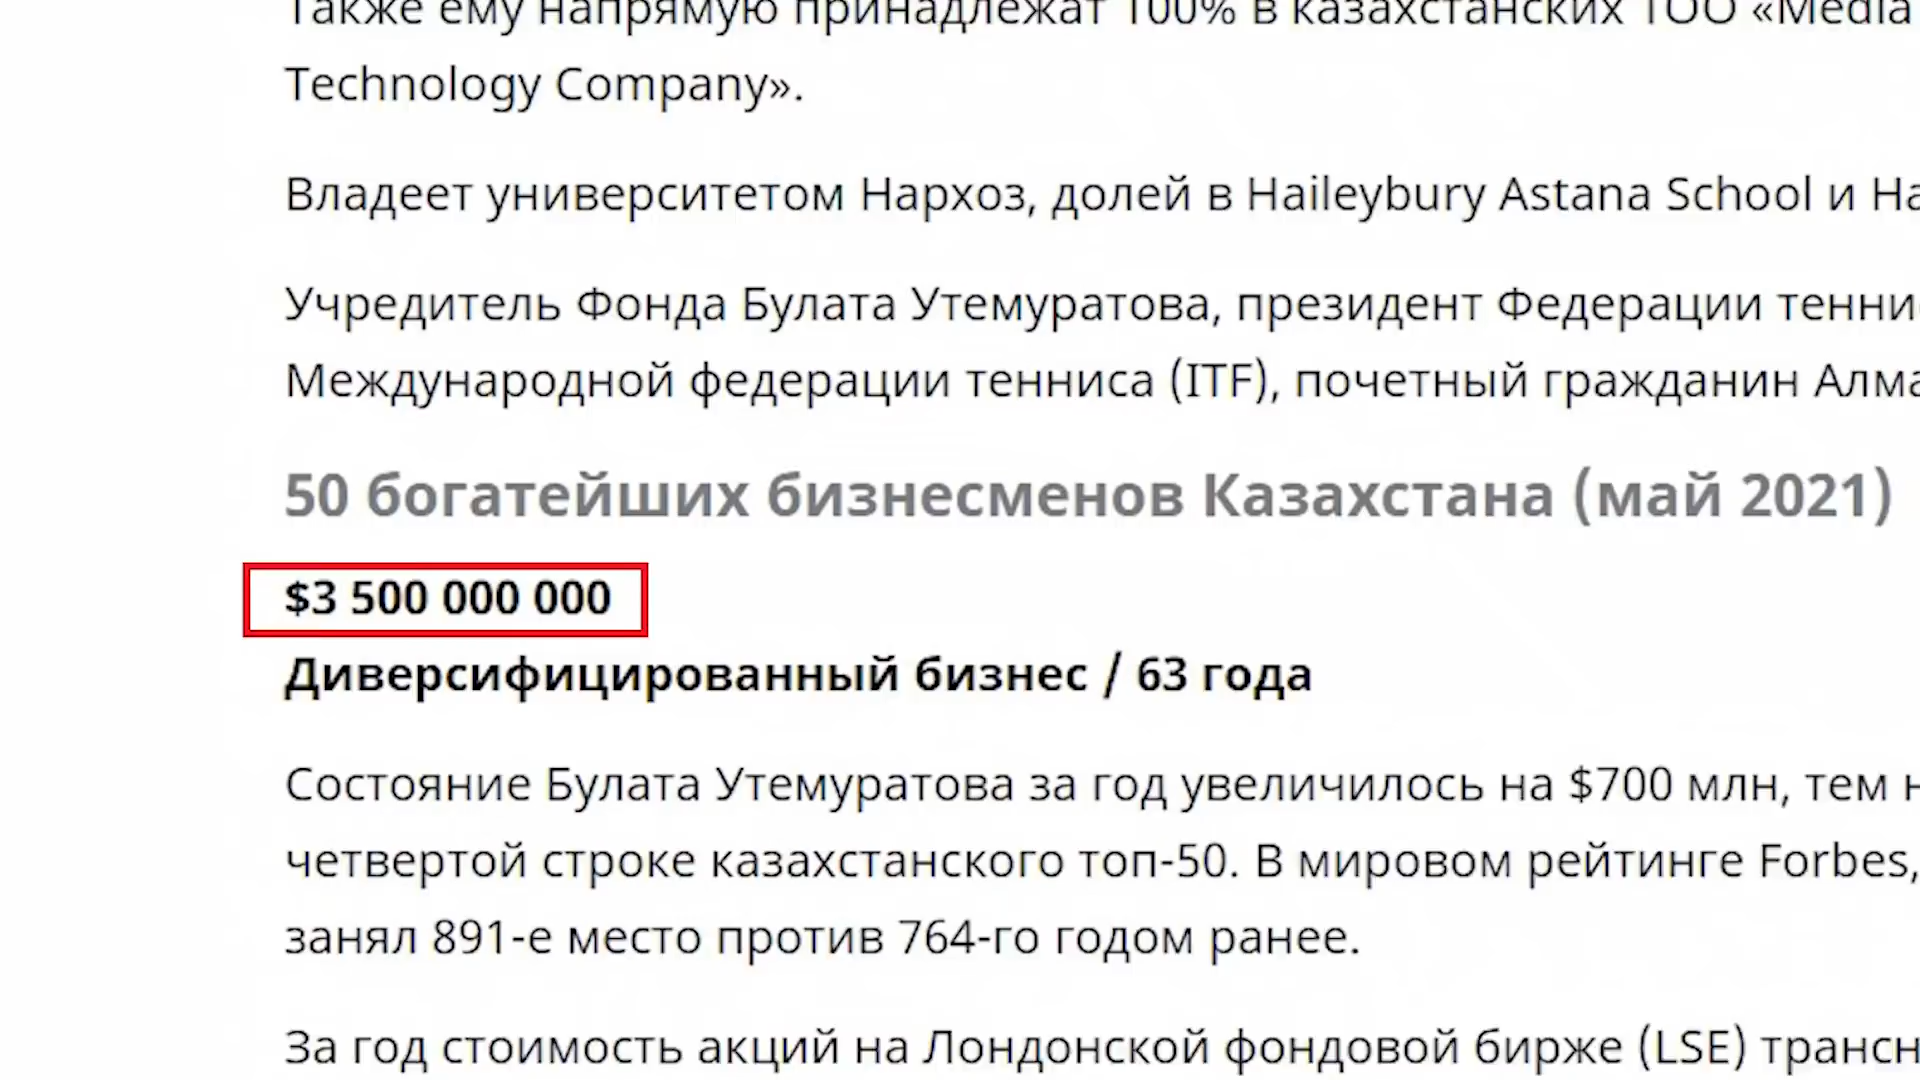 Также ему напрямую принадлежат 100% в казахстанских ТОО «Media
Technology Company».
Владеет университетом Нархоз, долей в Haileybury Astana School и
Учредитель Фонда Булата Утемуратова, президент Федерации
Международной федерации тенниса (ITF), почетный гражданин
50 богатейших бизнесменов Казахстана (май 2021)
$3 500 000 000
Диверсифицированный бизнес / 63 года
Состояние Булата Утемуратова за год увеличилось на $700 млн, тем
четвертой строке казахстанского топ-50. В мировом рейтинге Forbes,
занял 891-е место против 764-го годом ранее.
За год стоимость акций на Лондонской фондовой бирже (LSE)